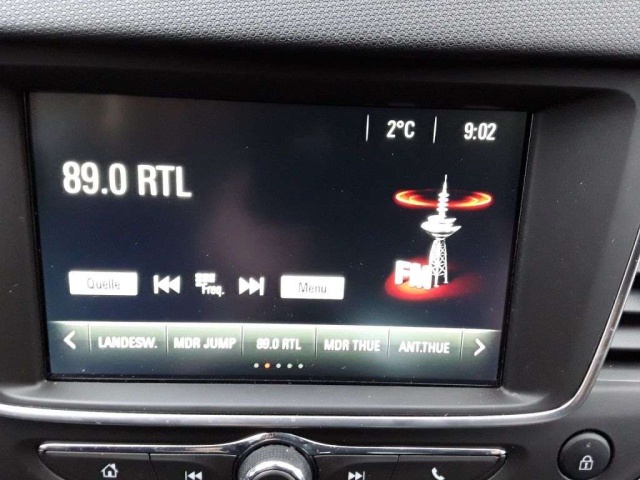 2°C 9:02
89.0 RTL
FM
Quelle Freq. Menu
LANDESW. MDR JUMP 89.0 RTL MDR THUE ANT.THUE